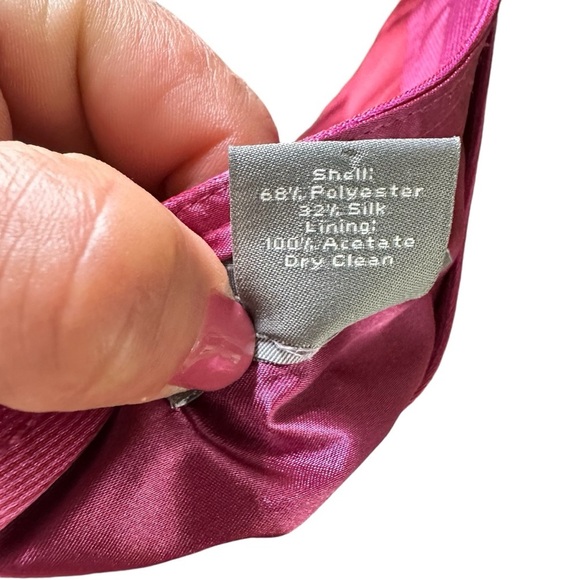 Shell:
68% Polyester
32% Silk
Lining:
100% Acetate
Dry Clean